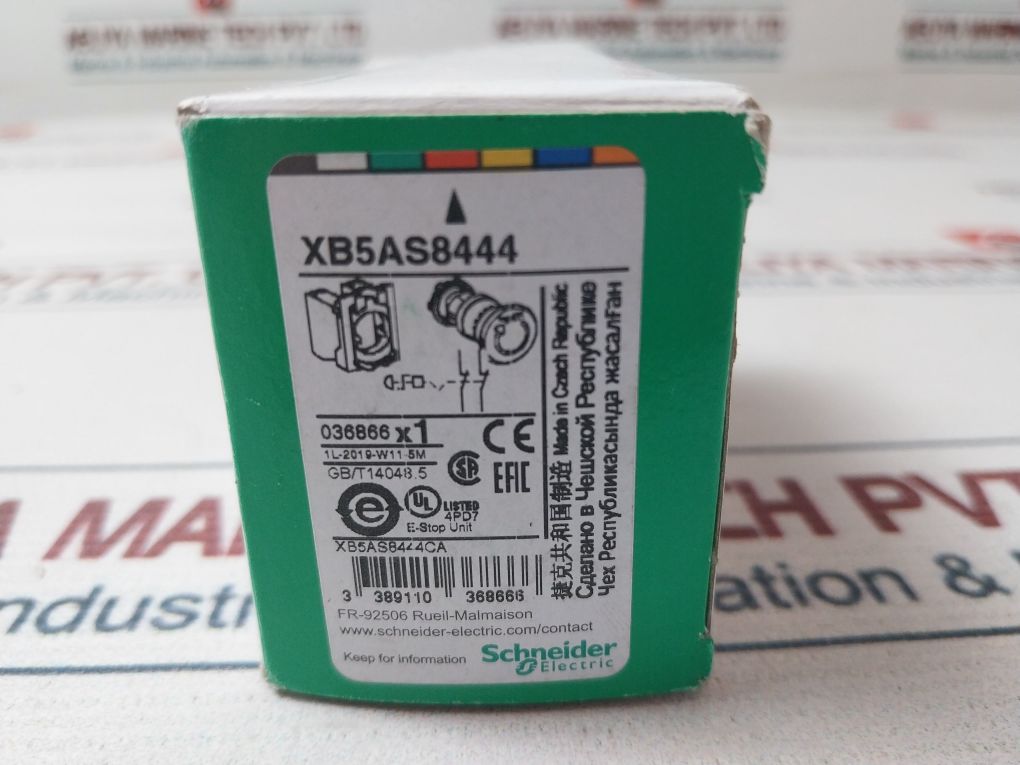 XB5AS8444
036866 x1
1L-2019-W11-5M
GB/T14048.5
CE
EAC
UL LISTED
4PD7
E-Stop Unit
XB5AS8444CA
3 389110 368666
FR-92506 Rueil-Malmaison
www.schneider-electric.com/contact
Keep for information
Schneider
Electric
捷克共和国制造 Made in Czech Republic
Сделано в Чешской Республике
Чех Республикасында жасалған